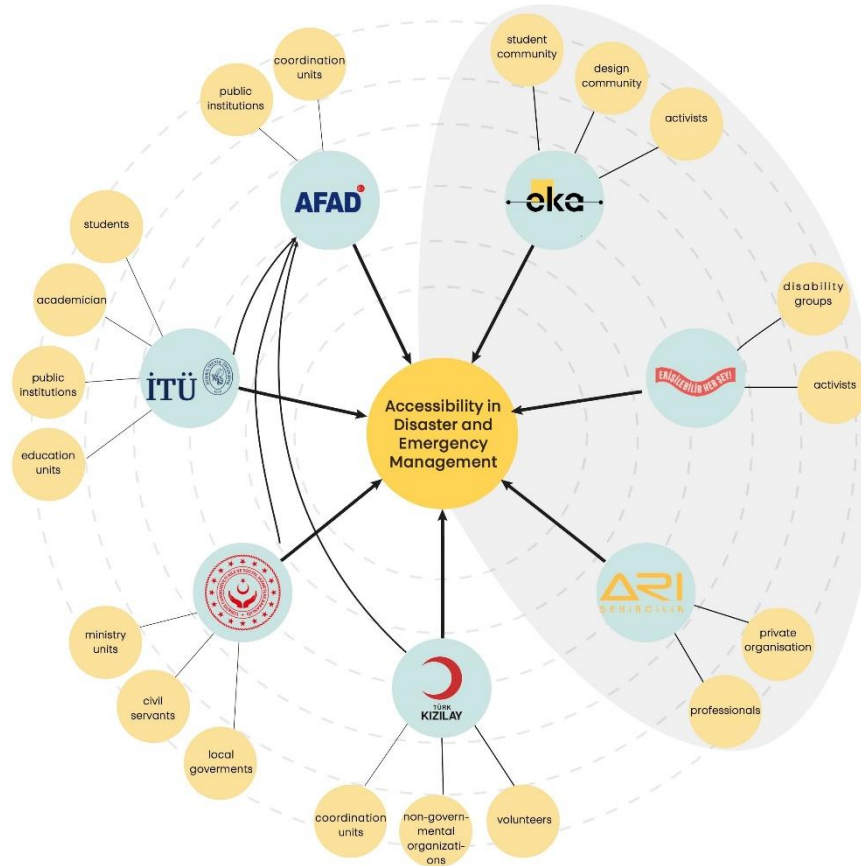 student
community
design
community
activists
coordination
units
public
institutions
AFAD
eka
students
academician
public
institutions
education
units
İTÜ
disability
groups
activists
ERİŞİLEBİLİR HER ŞEY!
Accessibility in
Disaster and
Emergency
Management
ARI
ŞEHİRCİLİK
private
organisation
professionals
ministry
units
civil
servants
local
goverments
TÜRK
KIZILAY
coordination
units
non-govern-
mental
organizati-
ons
volunteers